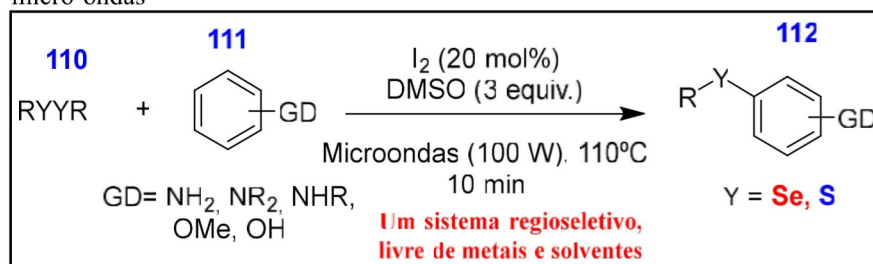 micro-ondas
110
111
112
I₂ (20 mol%)
DMSO (3 equiv.)
RYYR + GD
R Y GD
Microondas (100 W). 110ºC
10 min
GD= NH₂, NR₂, NHR,
OMe, OH
Um sistema regioseletivo,
livre de metais e solventes
Y = Se, S